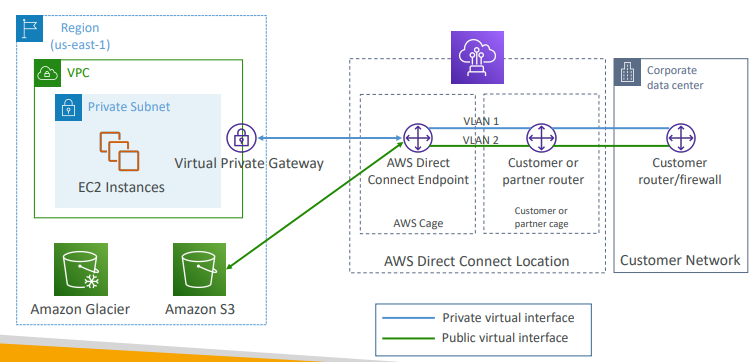 Region
(us-east-1)
VPC
Private Subnet
EC2 Instances
Virtual Private Gateway
Amazon Glacier
Amazon S3
VLAN 1
VLAN 2
AWS Direct
Connect Endpoint
AWS Cage
Customer or
partner router
Customer or
partner cage
AWS Direct Connect Location
Corporate
data center
Customer
router/firewall
Customer Network
Private virtual interface
Public virtual interface